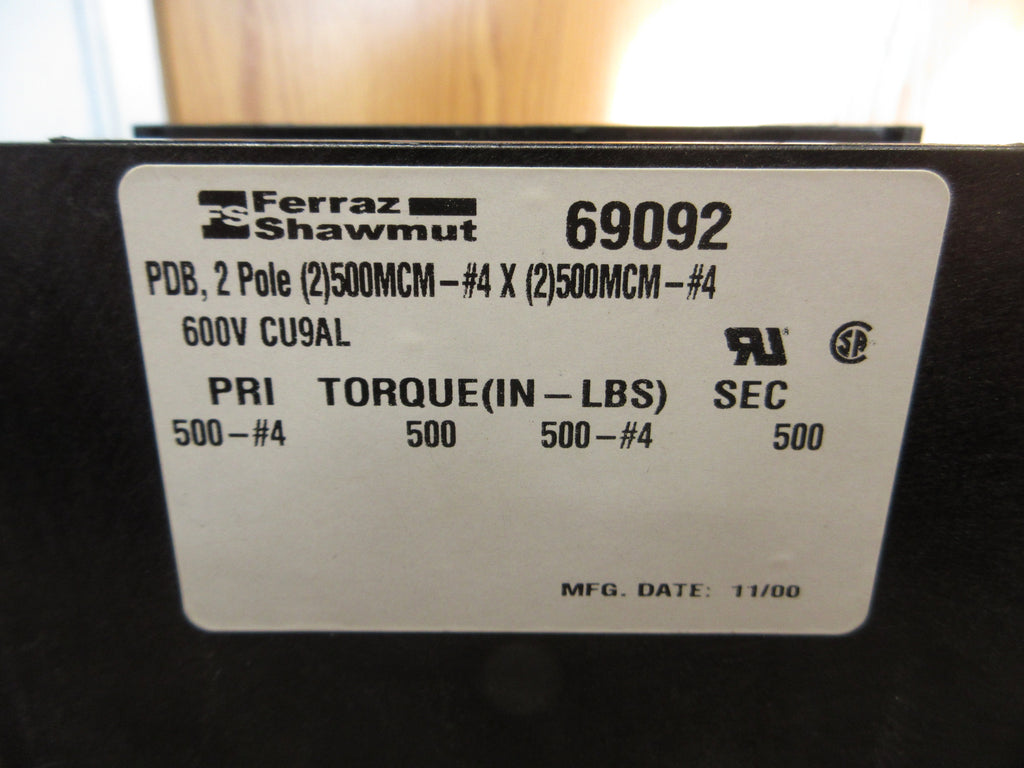 FS Ferraz Shawmut 69092
PDB, 2 Pole (2)500MCM-#4 X (2)500MCM-#4
600V CU9AL
PRI TORQUE(IN-LBS) SEC
500-#4 500 500-#4 500
MFG. DATE: 11/00